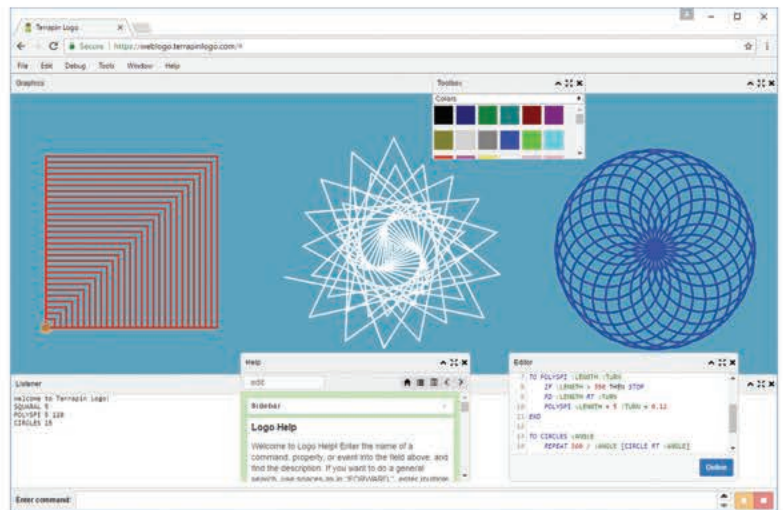 Terrapin Logo
Secure | https://weblogo.terrapinlogo.com/#
File Edit Debug Tools Window Help
Graphics
Toolbox
Colors
Listener
Welcome to Terrapin Logo!
SQUARAL 5
POLYSPI 5 120
CIRCLES 15
Help
edit
Sidebar
Logo Help
Welcome to Logo Help! Enter the name of a
command, property, or event into the field above, and
find the description. If you want to do a general
search, use spaces as in "FORWARD ", enter multiple
Editor
7 TO POLYSPI :LENGTH :TURN
8 IF :LENGTH > 350 THEN STOP
9 FD :LENGTH RT :TURN
10 POLYSPI :LENGTH + 5 :TURN + 0.12
11 END
12
13 TO CIRCLES :ANGLE
14 REPEAT 360 / :ANGLE [CIRCLE RT :ANGLE]
Define
Enter command: